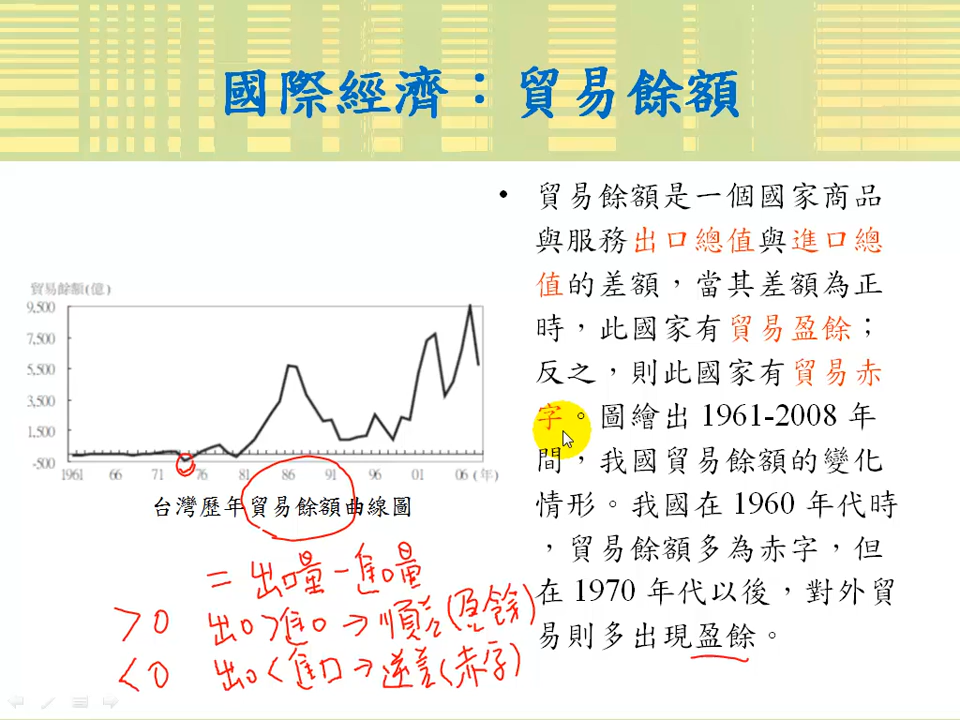 國際經濟：貿易餘額
• 貿易餘額是一個國家商品
與服務出口總值與進口總
值的差額，當其差額為正
時，此國家有貿易盈餘；
反之，則此國家有貿易赤
字。圖繪出 1961-2008 年
間，我國貿易餘額的變化
情形。我國在 1960 年代時
，貿易餘額多為赤字，但
在 1970 年代以後，對外貿
易則多出現盈餘。
貿易餘額(億)
9,500
7,500
5,500
3,500
1,500
-500
1961 66 71 76 81 86 91 96 01 06 (年)
台灣歷年貿易餘額曲線圖
= 出口量 - 進口量
>0 出口>進口 → 順差(盈餘)
<0 出口<進口 → 逆差(赤字)